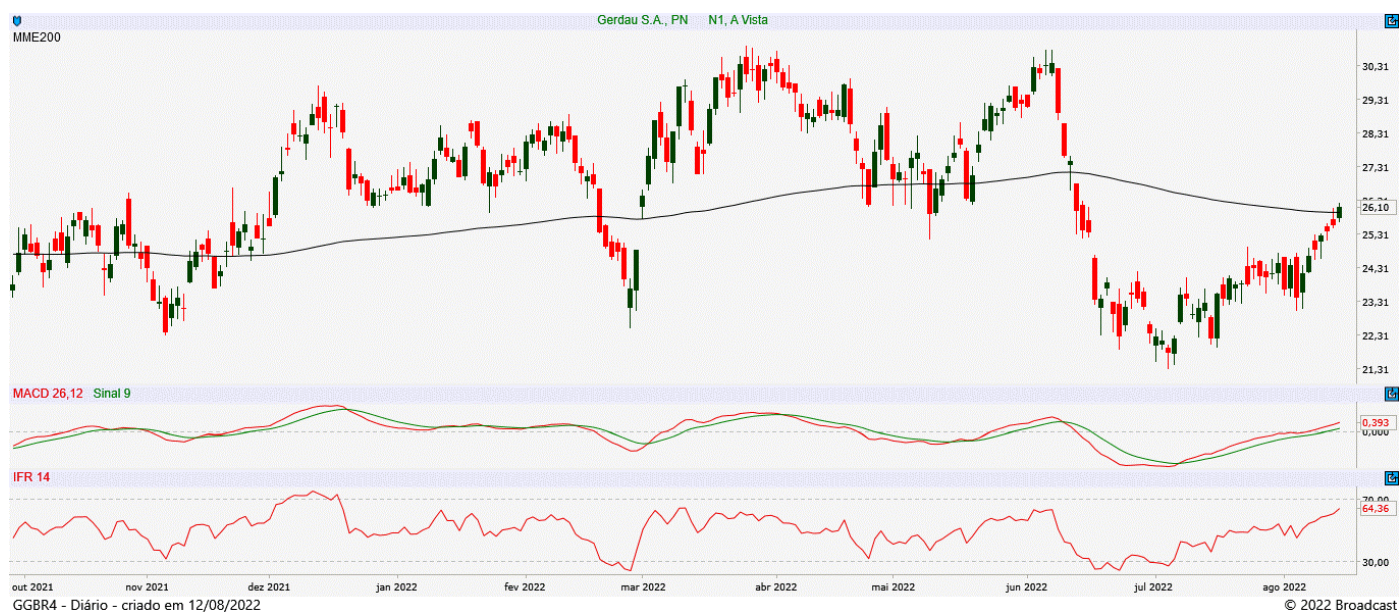 Gerdau S.A., PN N1, A Vista
MME200
30,31
29,31
28,31
27,31
26,10
25,31
24,31
23,31
22,31
21,31
MACD 26,12 Sinal 9
0,393
0,000
IFR 14
70,00
64,36
30,00
out 2021 nov 2021 dez 2021 jan 2022 fev 2022 mar 2022 abr 2022 mai 2022 jun 2022 jul 2022 ago 2022
GGBR4 - Diário - criado em 12/08/2022 © 2022 Broadcast